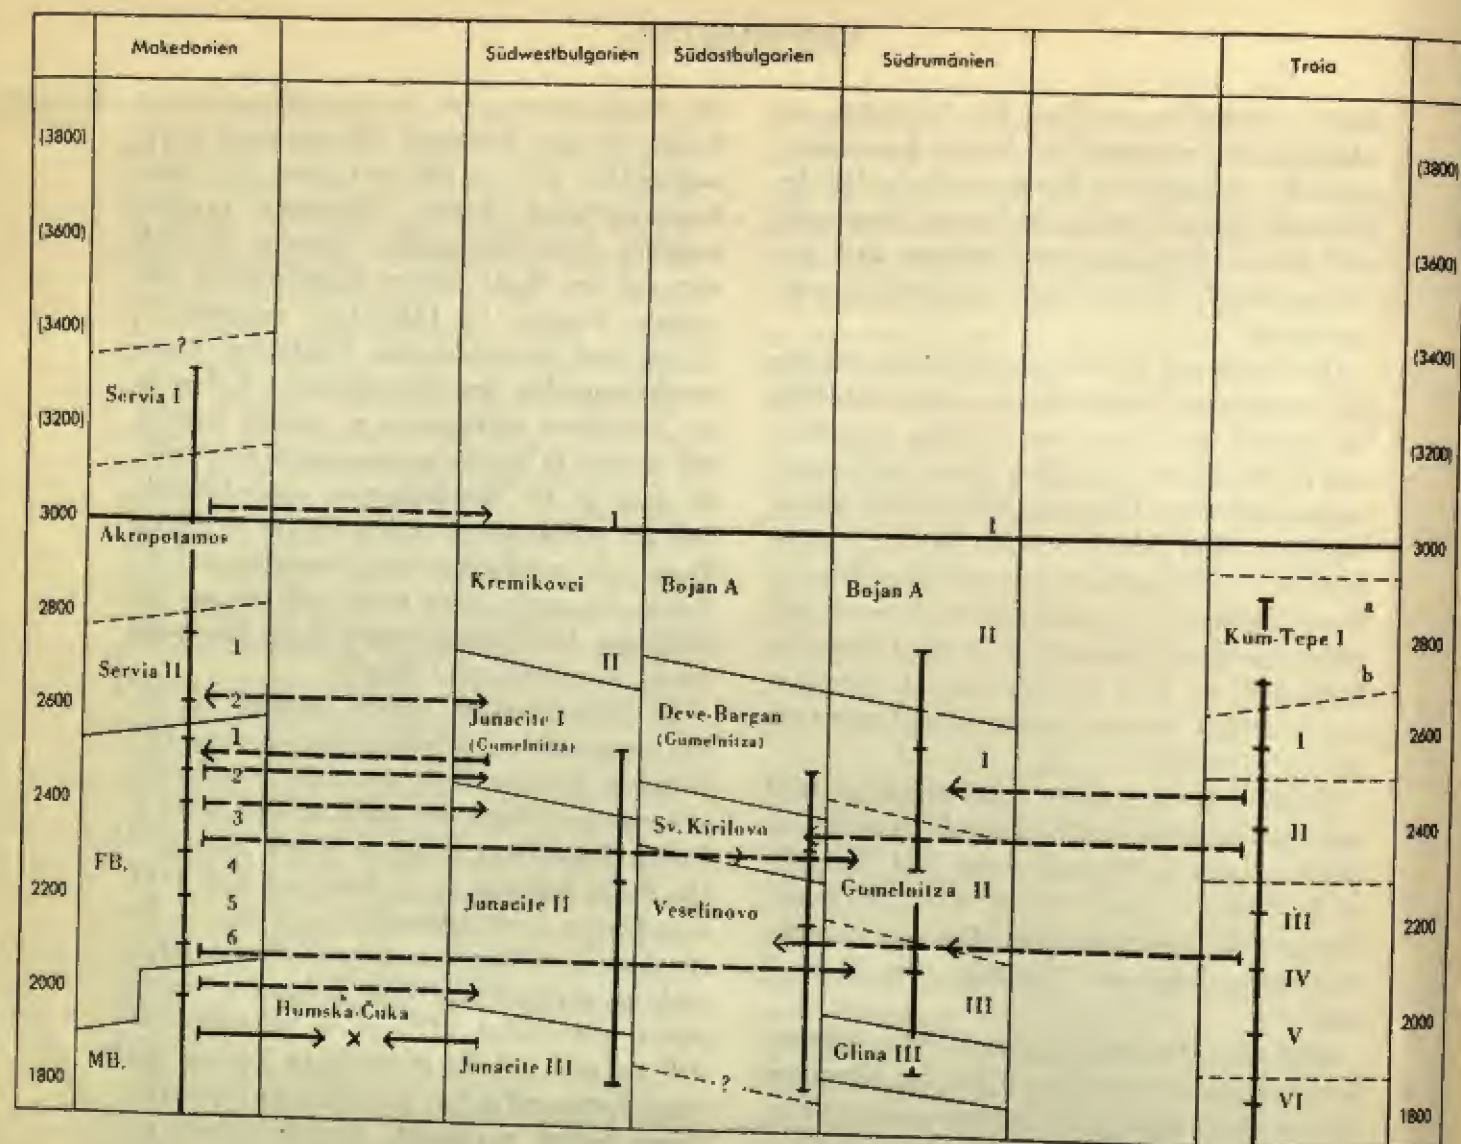 Makedonien
Südwestbulgarien
Südostbulgarien
Südrumänien
Troia
(3800)
(3800)
(3600)
(3600)
(3400)
?
(3400)
Servia I
(3200)
(3200)
3000
I
I
3000
Akropotamos
Kremikovci
Bojan A
Bojan A
a
2800
II
Kum-Tepe I
2800
1
Servia II
II
b
2600
2
Junacite I
(Gumelnitza)
Deve-Bargan
(Gumelnitza)
I
I
2600
1
2
2400
3
Sv. Kirilovo
II
2400
FB.
4
Gumelnitza II
2200
5
Junacite II
Veselinovo
III
2200
6
IV
2000
Humska-Čuka
III
V
2000
X
MB.
Junacite III
Glina III
?
1800
VI
1800